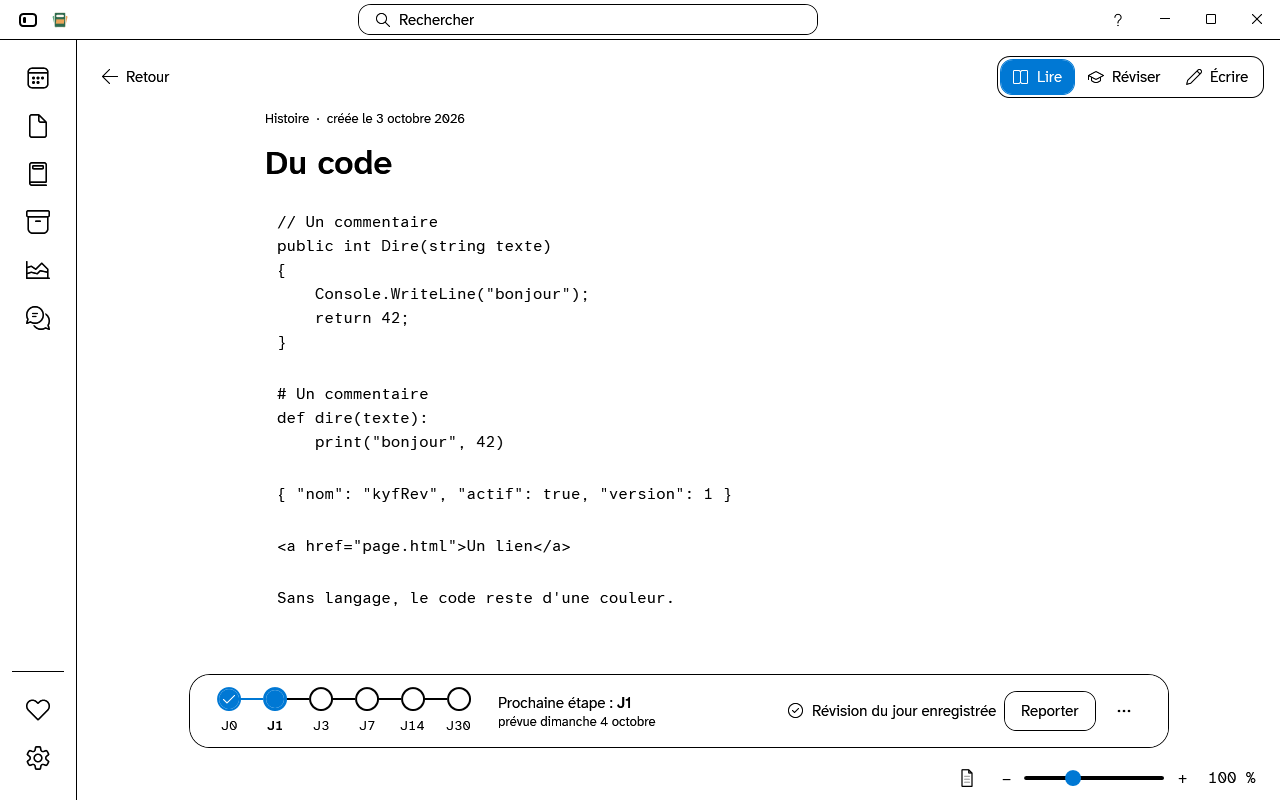 Rechercher
?
Retour
Lire
Réviser
Écrire
Histoire · créée le 3 octobre 2026
Du code
// Un commentaire
public int Dire(string texte)
{
    Console.WriteLine("bonjour");
    return 42;
}
# Un commentaire
def dire(texte):
    print("bonjour", 42)
{ "nom": "kyfRev", "actif": true, "version": 1 }
<a href="page.html">Un lien</a>
Sans langage, le code reste d'une couleur.
J0 J1 J3 J7 J14 J30
Prochaine étape : J1
prévue dimanche 4 octobre
Révision du jour enregistrée
Reporter
···
− + 100 %